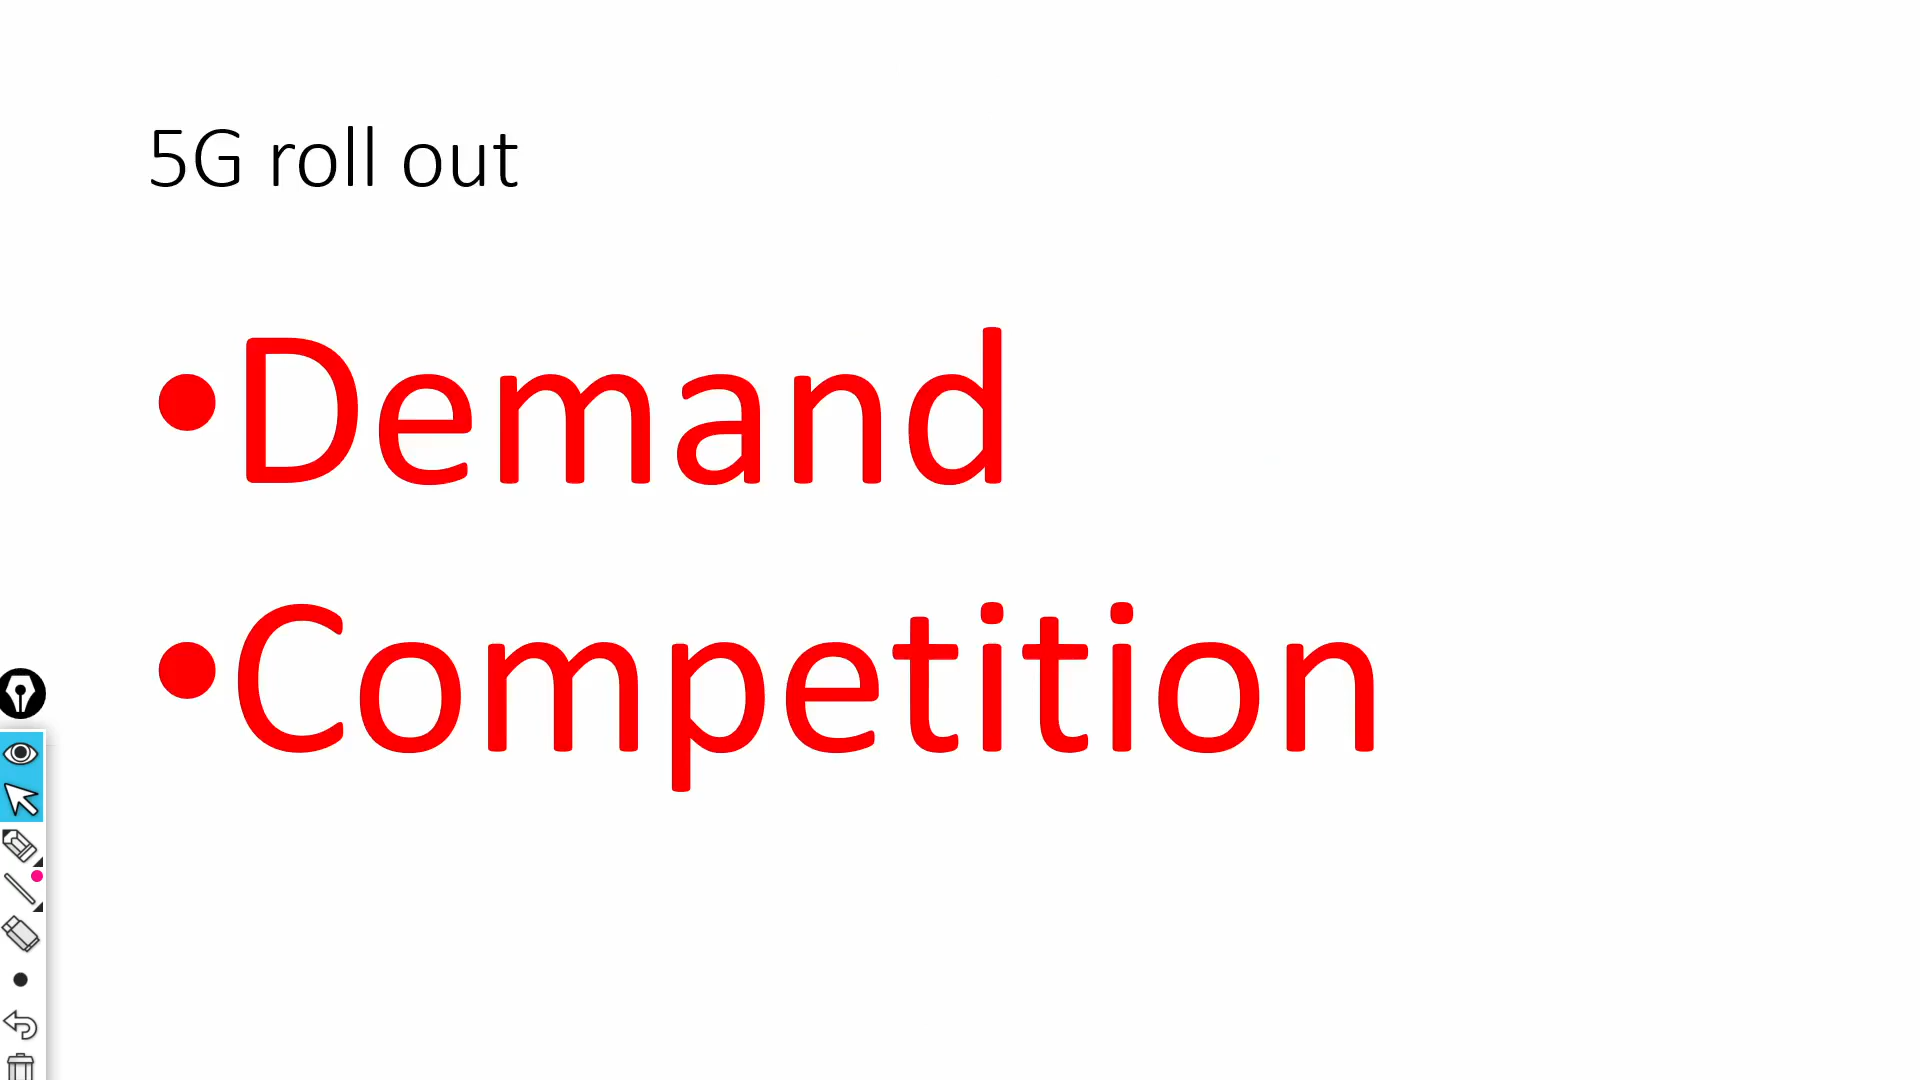 5G roll out
•Demand
•Competition